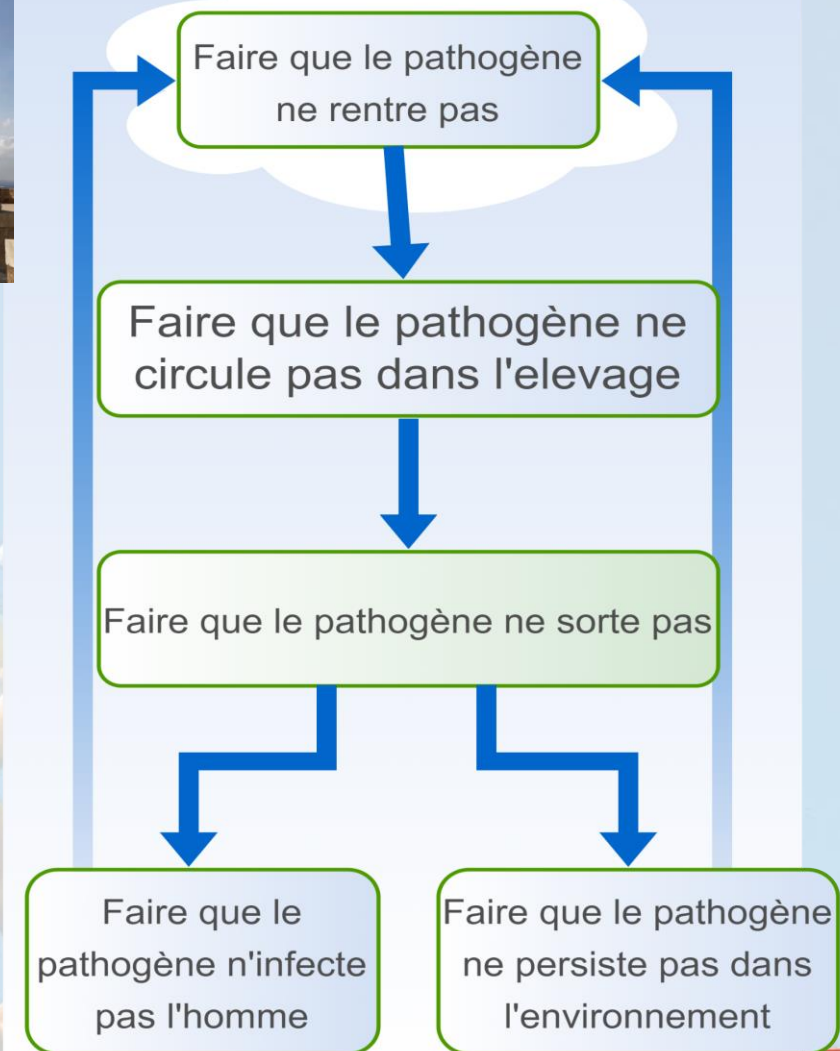 Faire que le pathogène
ne rentre pas
Faire que le pathogène ne
circule pas dans l'elevage
Faire que le pathogène ne sorte pas
Faire que le
pathogène n'infecte
pas l'homme
Faire que le pathogène
ne persiste pas dans
l'environnement